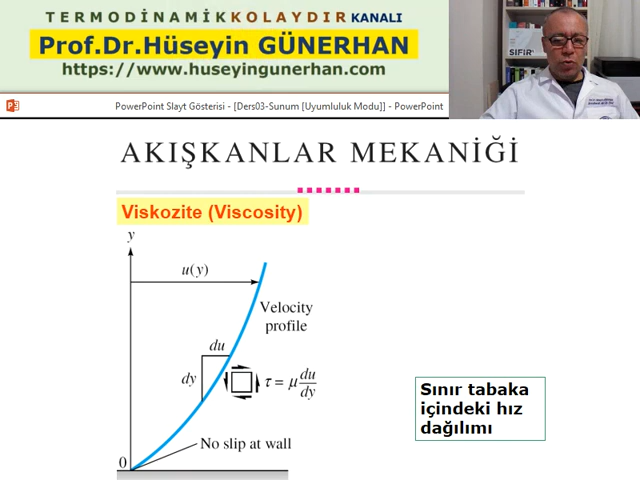 TERMODİNAMİKKOLAYDIR KANALI
Prof.Dr.Hüseyin GÜNERHAN
https://www.huseyingunerhan.com
SIFIR
PowerPoint Slayt Gösterisi - [Ders03-Sunum [Uyumluluk Modu]] - PowerPoint
AKIŞKANLAR MEKANİĞİ
Viskozite (Viscosity)
y
u(y)
Velocity
profile
du
dy
τ = μ du/dy
No slip at wall
0
Sınır tabaka
içindeki hız
dağılımı